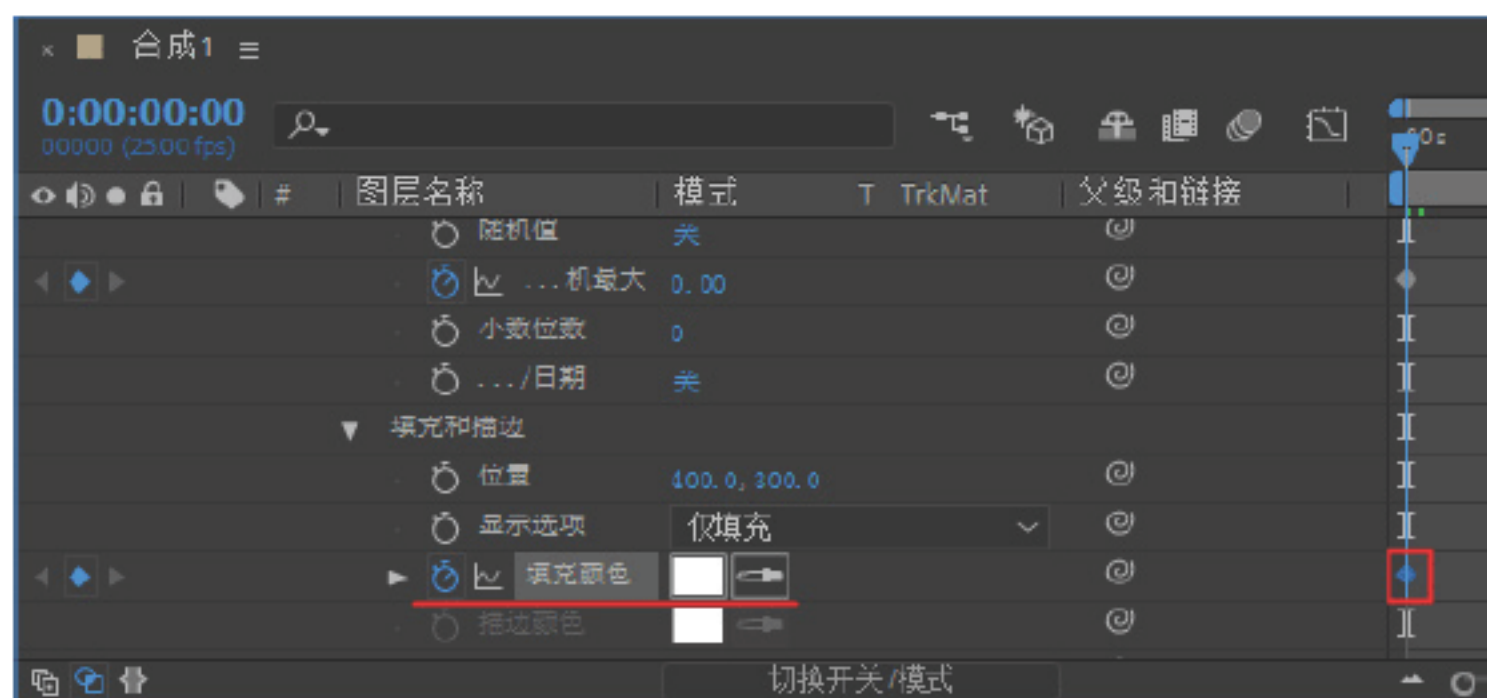 合成1
0:00:00:00
00000 (25.00 fps)
:00s
# 图层名称 模式 T TrkMat 父级和链接
随机值 关
...机最大 0.00
小数位数 0
.../日期 关
填充和描边
位置 400.0,300.0
显示选项 仅填充
填充颜色
描边颜色
切换开关/模式